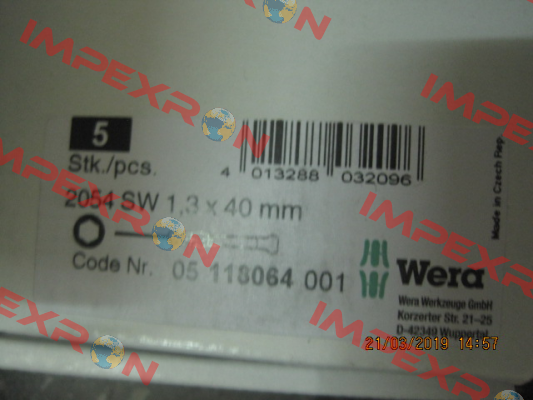 5
Stk./pcs.
4 013288 032096
2054 SW 1,3 x 40 mm
Code Nr. 05 118064 001
Wera
Wera Werkzeuge GmbH
Korzerter Str. 21-25
D-42349 Wuppertal
Made in Czech Rep.
21/03/2019 14:57
IMPEXRON
IMPEXRON
IMPEXRON
IMPEXRON
IMPEXRON